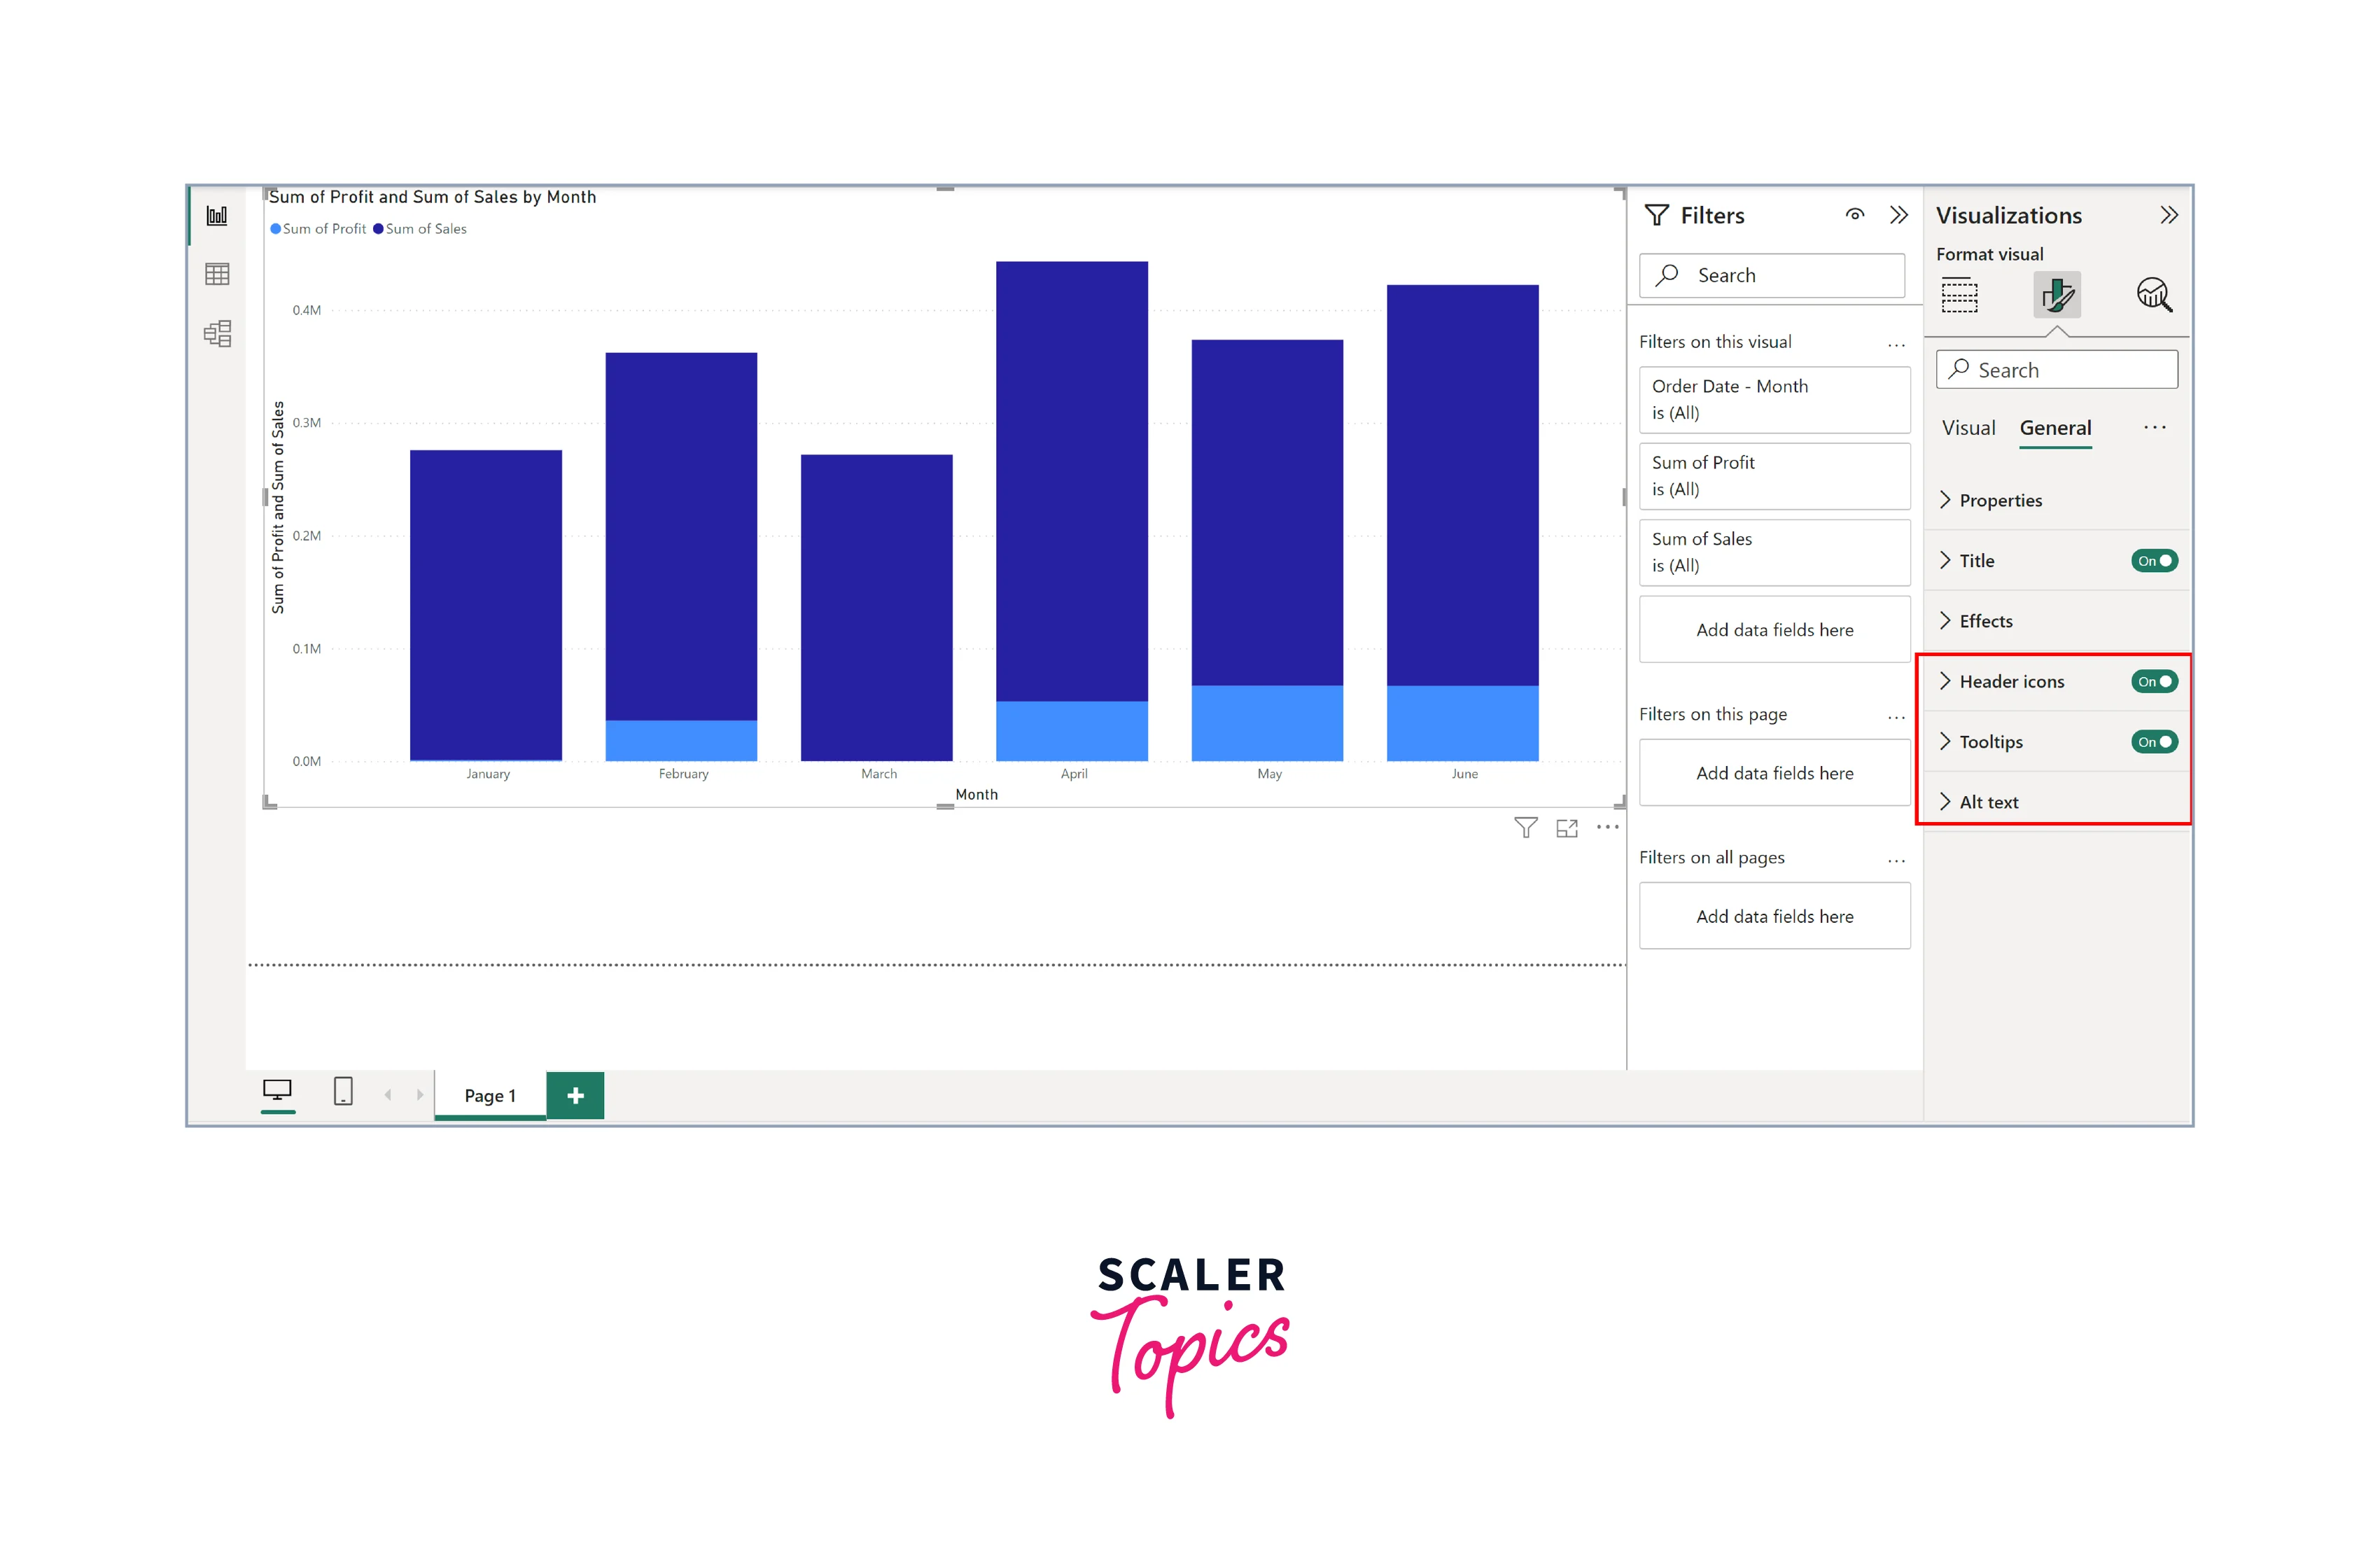 Sum of Profit and Sum of Sales by Month
Sum of Profit Sum of Sales
Sum of Profit and Sum of Sales
0.4M
0.3M
0.2M
0.1M
0.0M
January February March April May June
Month
Page 1
Filters
Search
Filters on this visual ...
Order Date - Month
is (All)
Sum of Profit
is (All)
Sum of Sales
is (All)
Add data fields here
Filters on this page ...
Add data fields here
Filters on all pages ...
Add data fields here
Visualizations
Format visual
Search
Visual General ...
Properties
Title On
Effects
Header icons On
Tooltips On
Alt text
SCALER
Topics